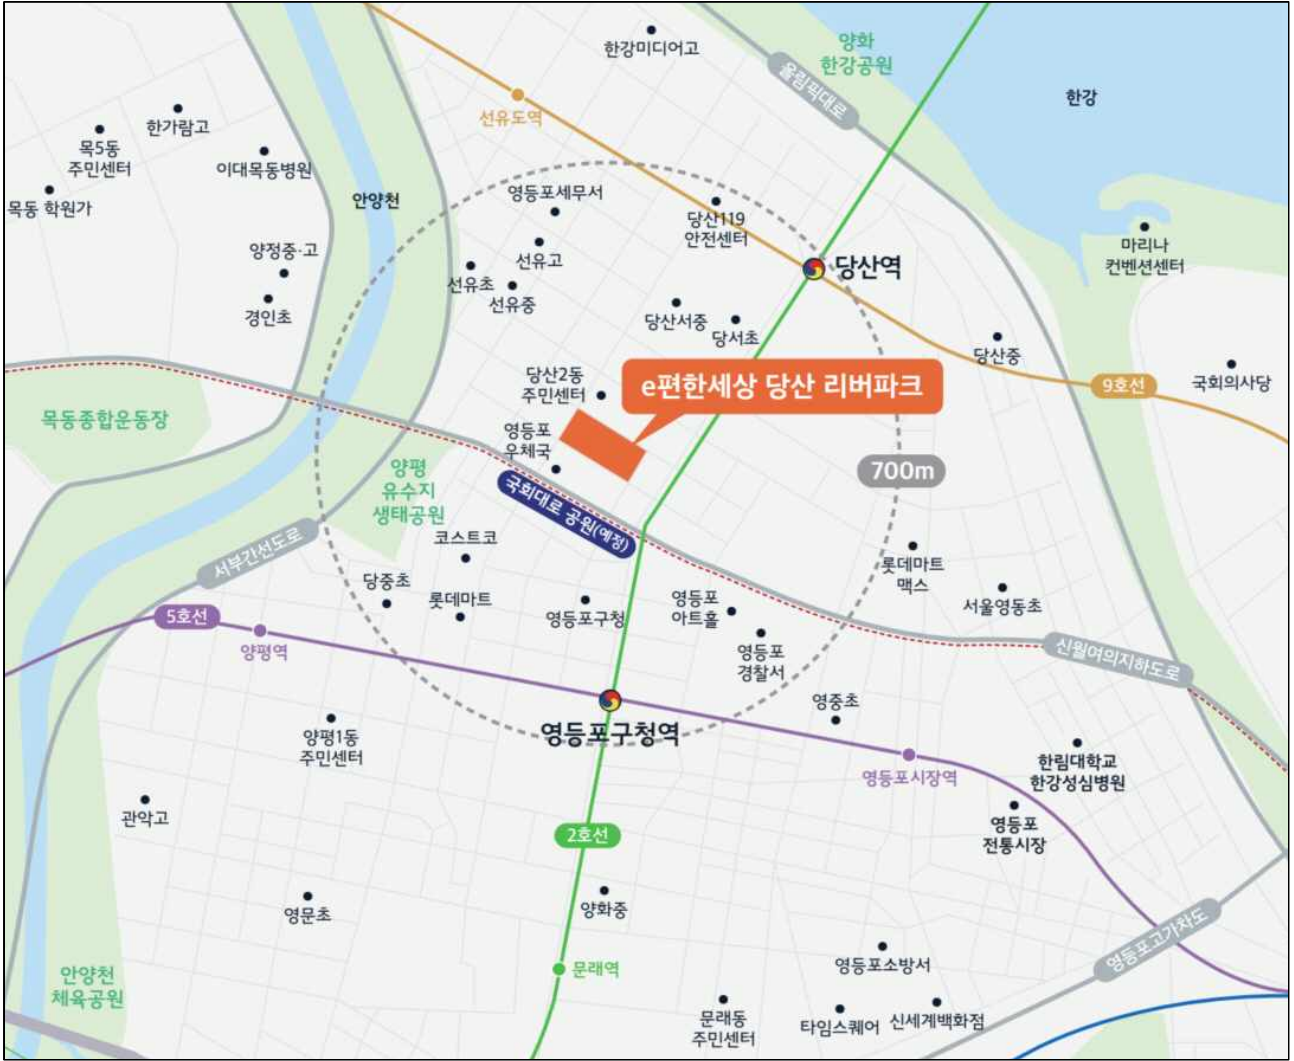 한강미디어고
양화
한강공원
올림픽대로
한강
선유도역
한가람고
목5동
주민센터
이대목동병원
목동 학원가
안양천
영등포세무서
당산119
안전센터
마리나
컨벤션센터
양정중·고
선유고
선유초
선유중
당산역
경인초
당산서중
당서초
당산중
국회의사당
9호선
당산2동
주민센터
e편한세상 당산 리버파크
목동종합운동장
영등포
우체국
700m
양평
유수지
생태공원
국회대로 공원(예정)
서부간선도로
코스트코
롯데마트
맥스
당중초
롯데마트
영등포구청
영등포
아트홀
서울영동초
5호선
양평역
영등포
경찰서
신월여의지하도로
영중초
영등포구청역
양평1동
주민센터
영등포시장역
한림대학교
한강성심병원
관악고
영등포
전통시장
2호선
영문초
양화중
영등포고가차도
문래역
영등포소방서
안양천
체육공원
문래동
주민센터
타임스퀘어
신세계백화점